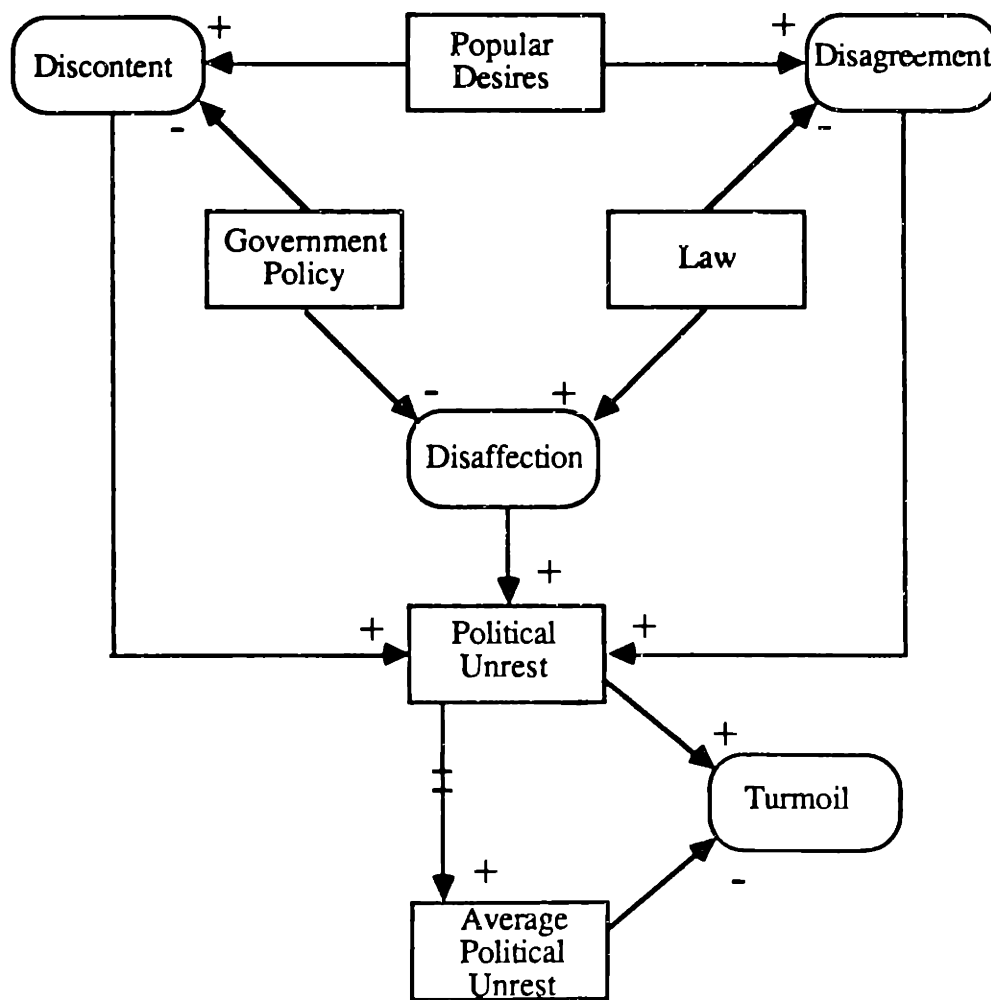 +
Popular
Desires
+
Discontent
Disagreement
-
-
Government
Policy
Law
-
+
Disaffection
+
+
Political
Unrest
+
+
Turmoil
+
-
Average
Political
Unrest